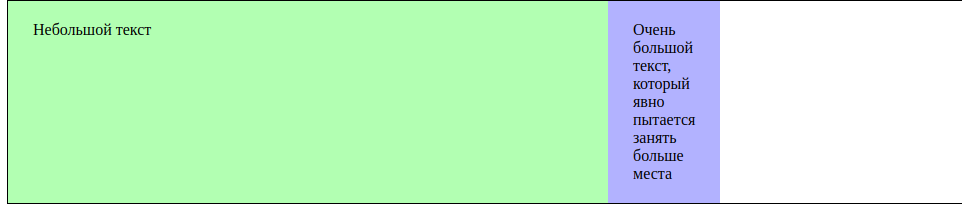 Небольшой текст
Очень
большой
текст,
который
явно
пытается
занять
больше
места